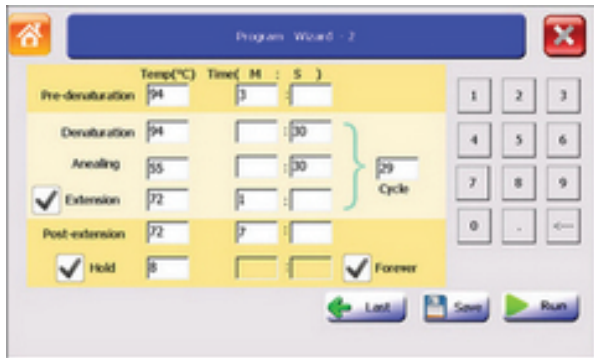 Program Wizard - 2
Temp(°C) Time( M : S )
Pre-denaturation 94 3 :
Denaturation 94 : 30
Annealing 55 : 30
29
Cycle
Extension 72 1 :
Post-extension 72 7 :
Hold 8 : Forever
1 2 3
4 5 6
7 8 9
0 . <--
Last Save Run